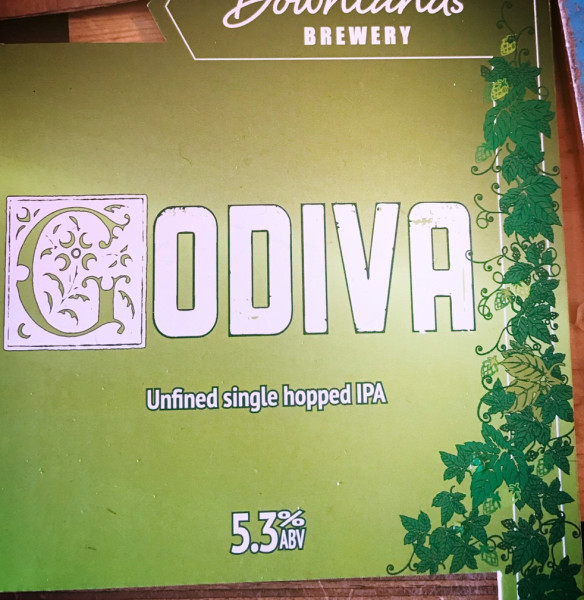 Downlands
BREWERY
GODIVA
Unfined single hopped IPA
5.3% ABV